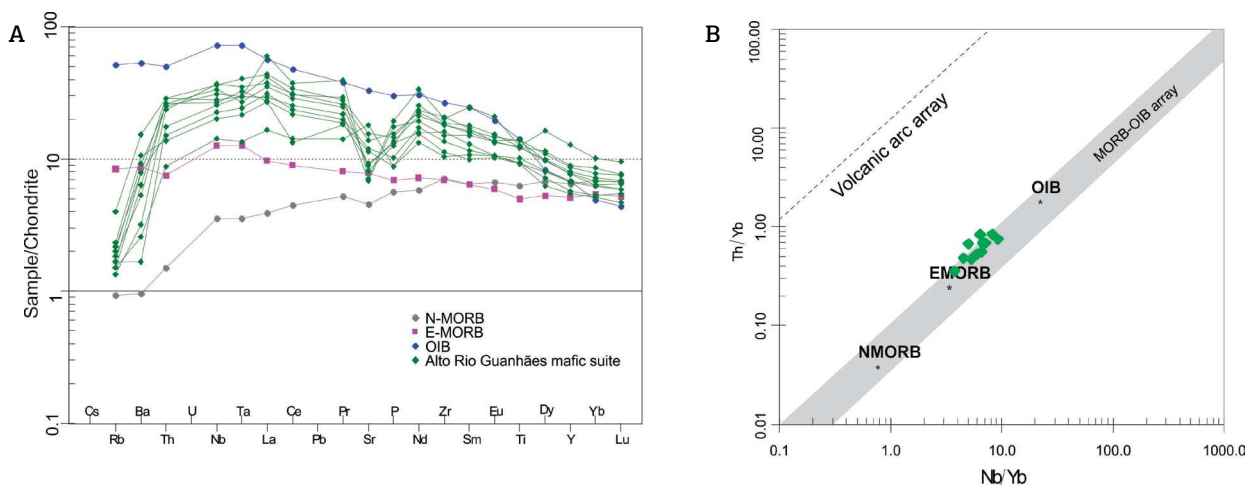 A
100
10
1
0.1
Sample/Chondrite
N-MORB
E-MORB
OIB
Alto Rio Guanhães mafic suite
Cs Ba U Nb Ta La Ce Pb Pr Sr P Nd Zr Sm Eu Ti Dy Y Yb Lu
Rb Th
B
100.00
10.00
1.00
0.10
0.01
Th/Yb
Volcanic arc array
MORB-OIB array
OIB
EMORB
NMORB
0.1 1.0 10.0 100.0 1000.0
Nb/Yb